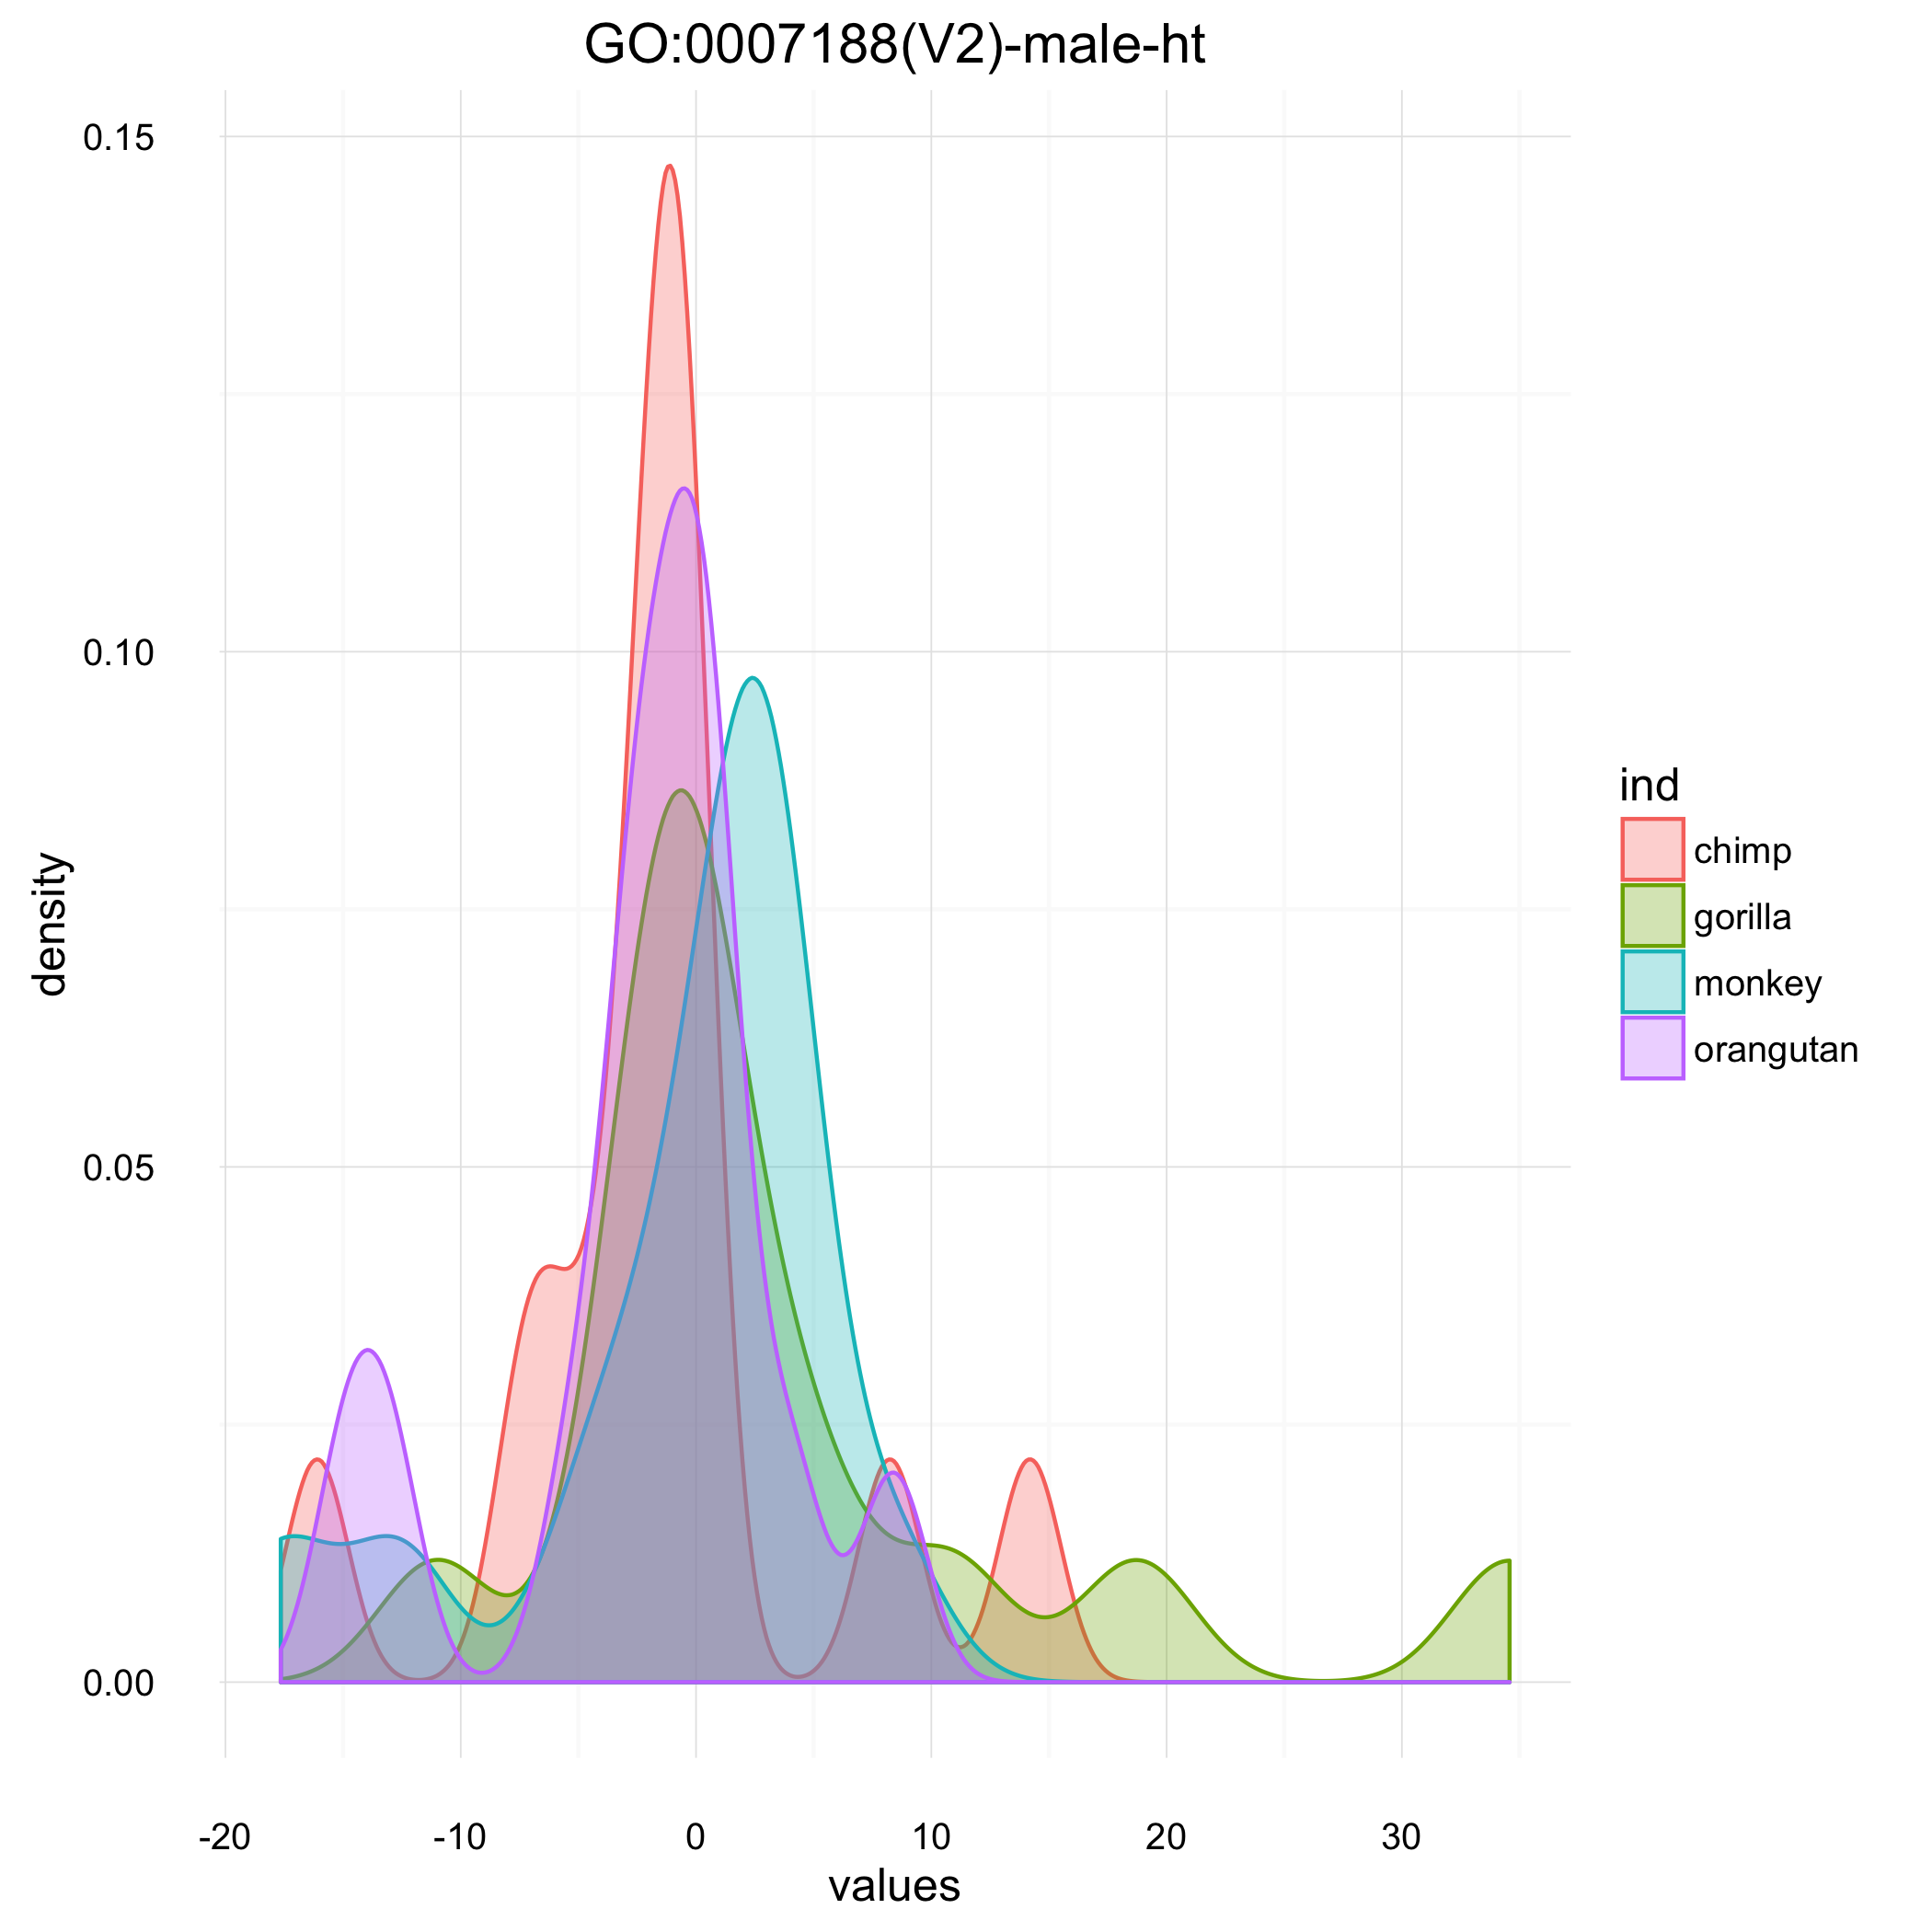 GO:0007188(V2)-male-ht
0.15
0.10
0.05
0.00
density
-20 -10 0 10 20 30
values
ind
chimp
gorilla
monkey
orangutan